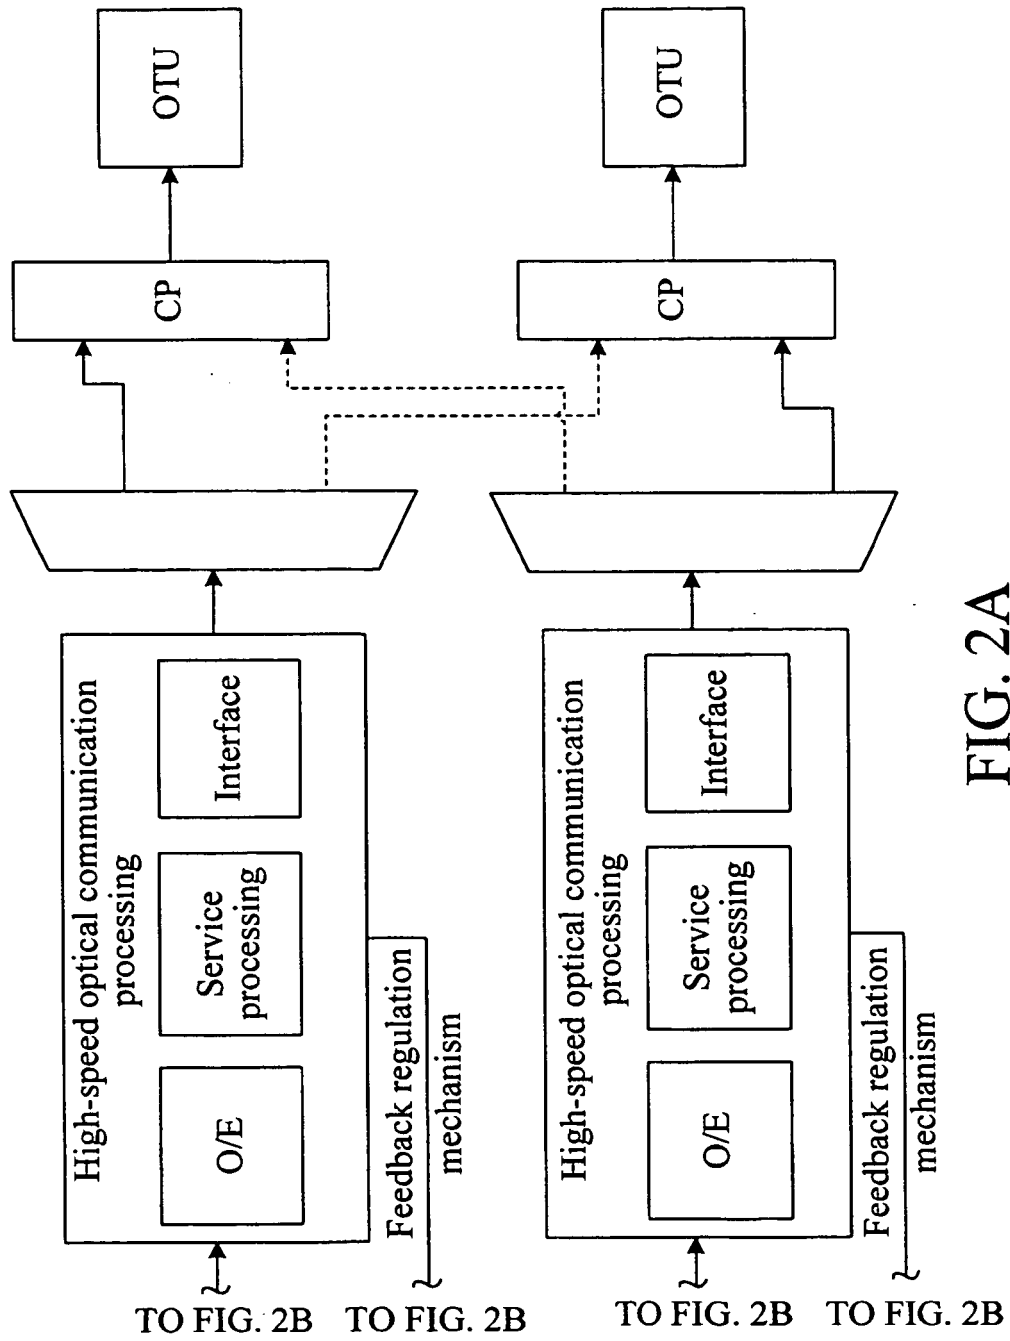 High-speed optical communication
processing
O/E
Service
processing
Interface
CP
OTU
Feedback regulation
mechanism
TO FIG. 2B
TO FIG. 2B
High-speed optical communication
processing
O/E
Service
processing
Interface
CP
OTU
Feedback regulation
mechanism
TO FIG. 2B
TO FIG. 2B
FIG. 2A